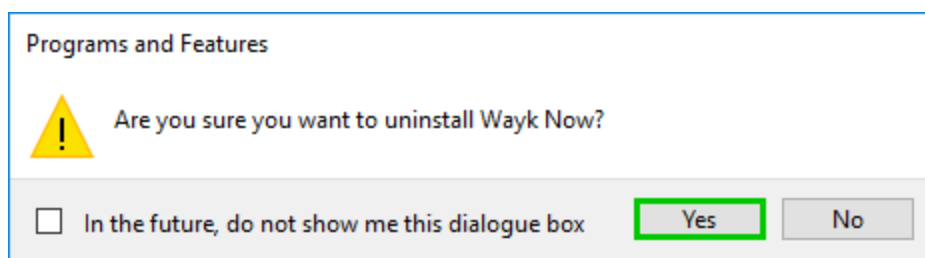 Programs and Features
Are you sure you want to uninstall Wayk Now?
In the future, do not show me this dialogue box
Yes
No